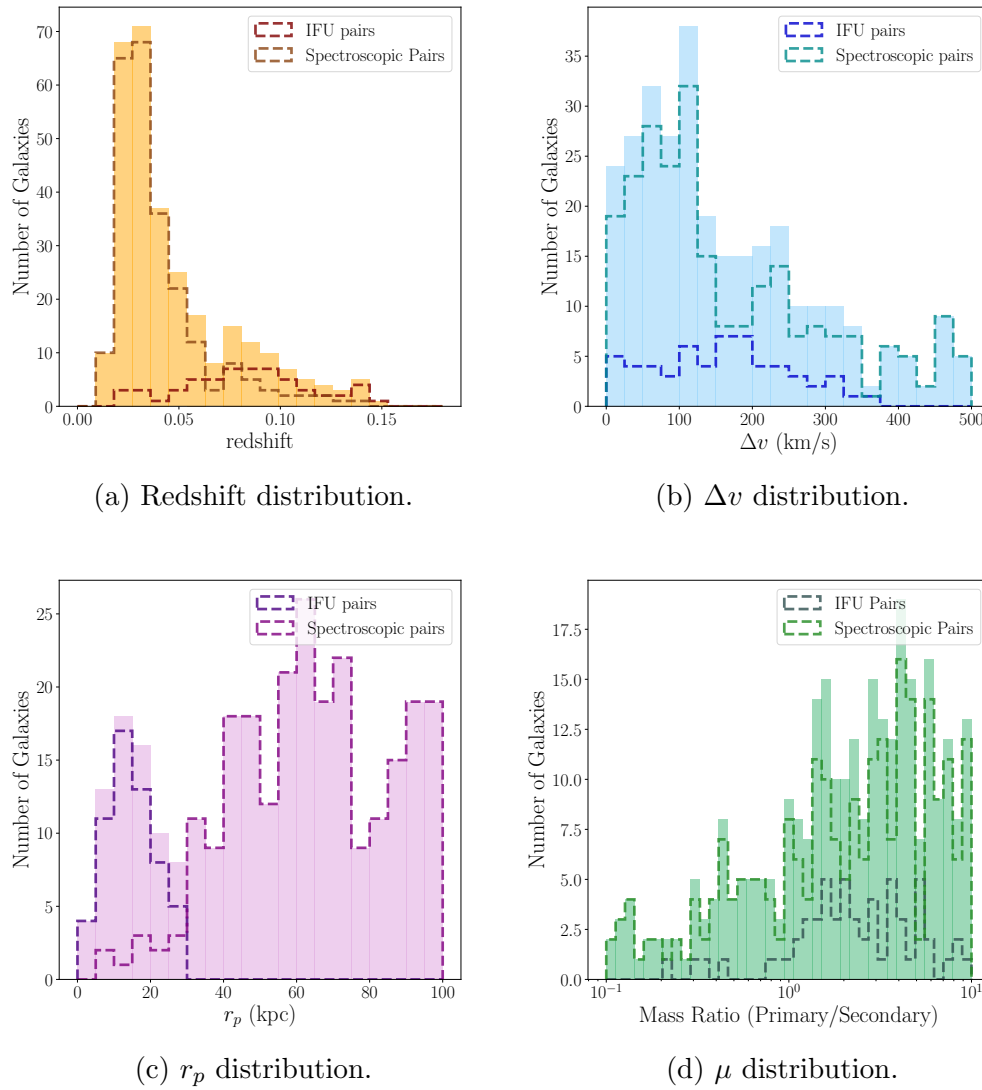 IFU pairs
Spectroscopic Pairs
Number of Galaxies
70
60
50
40
30
20
10
0
0.00 0.05 0.10 0.15
redshift
(a) Redshift distribution.
IFU pairs
Spectroscopic pairs
Number of Galaxies
35
30
25
20
15
10
5
0
0 100 200 300 400 500
Δv (km/s)
(b) Δv distribution.
IFU pairs
Spectroscopic pairs
Number of Galaxies
25
20
15
10
5
0
0 20 40 60 80 100
r_p (kpc)
(c) r_p distribution.
IFU Pairs
Spectroscopic Pairs
Number of Galaxies
17.5
15.0
12.5
10.0
7.5
5.0
2.5
0.0
10⁻¹ 10⁰ 10¹
Mass Ratio (Primary/Secondary)
(d) μ distribution.